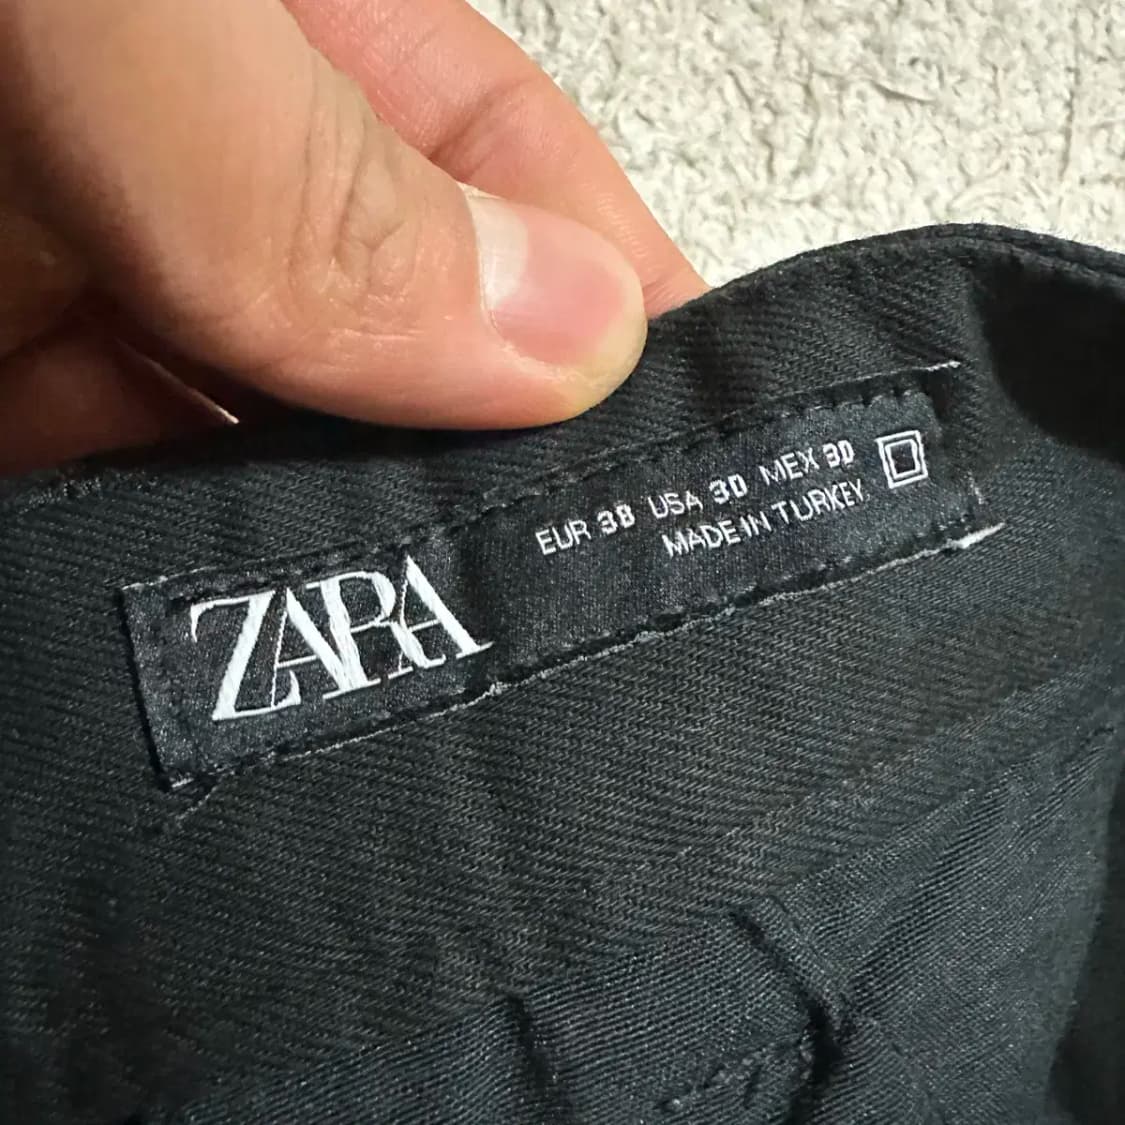 ZARA
EUR 38 USA 30 MEX 30
MADE IN TURKEY